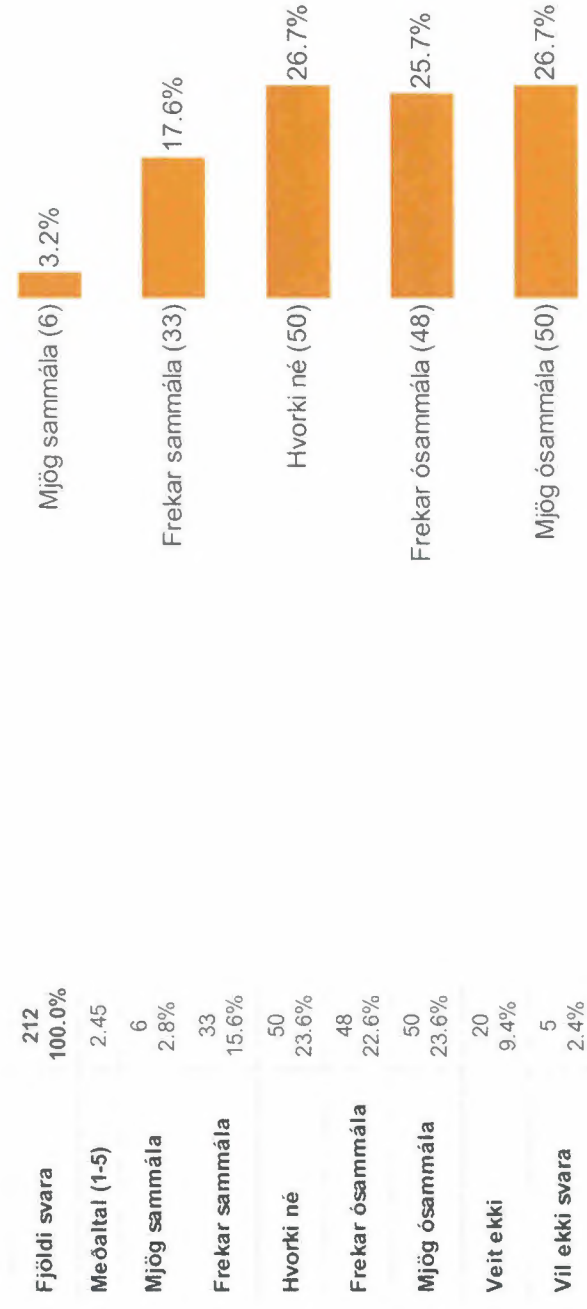 Fjöldi svara 212
100.0%
Meðaltal (1-5) 2.45
Mjög sammála 6
2.8%
Frekar sammála 33
15.6%
Hvorki né 50
23.6%
Frekar ósammála 48
22.6%
Mjög ósammála 50
23.6%
Veit ekki 20
9.4%
Vil ekki svara 5
2.4%
Mjög sammála (6) 3.2%
Frekar sammála (33) 17.6%
Hvorki né (50) 26.7%
Frekar ósammála (48) 25.7%
Mjög ósammála (50) 26.7%